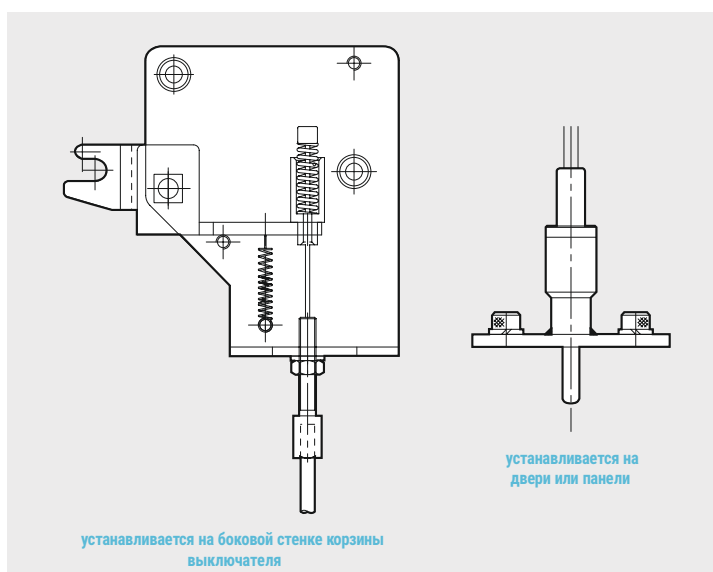 устанавливается на
двери или панели
устанавливается на боковой стенке корзины
выключателя